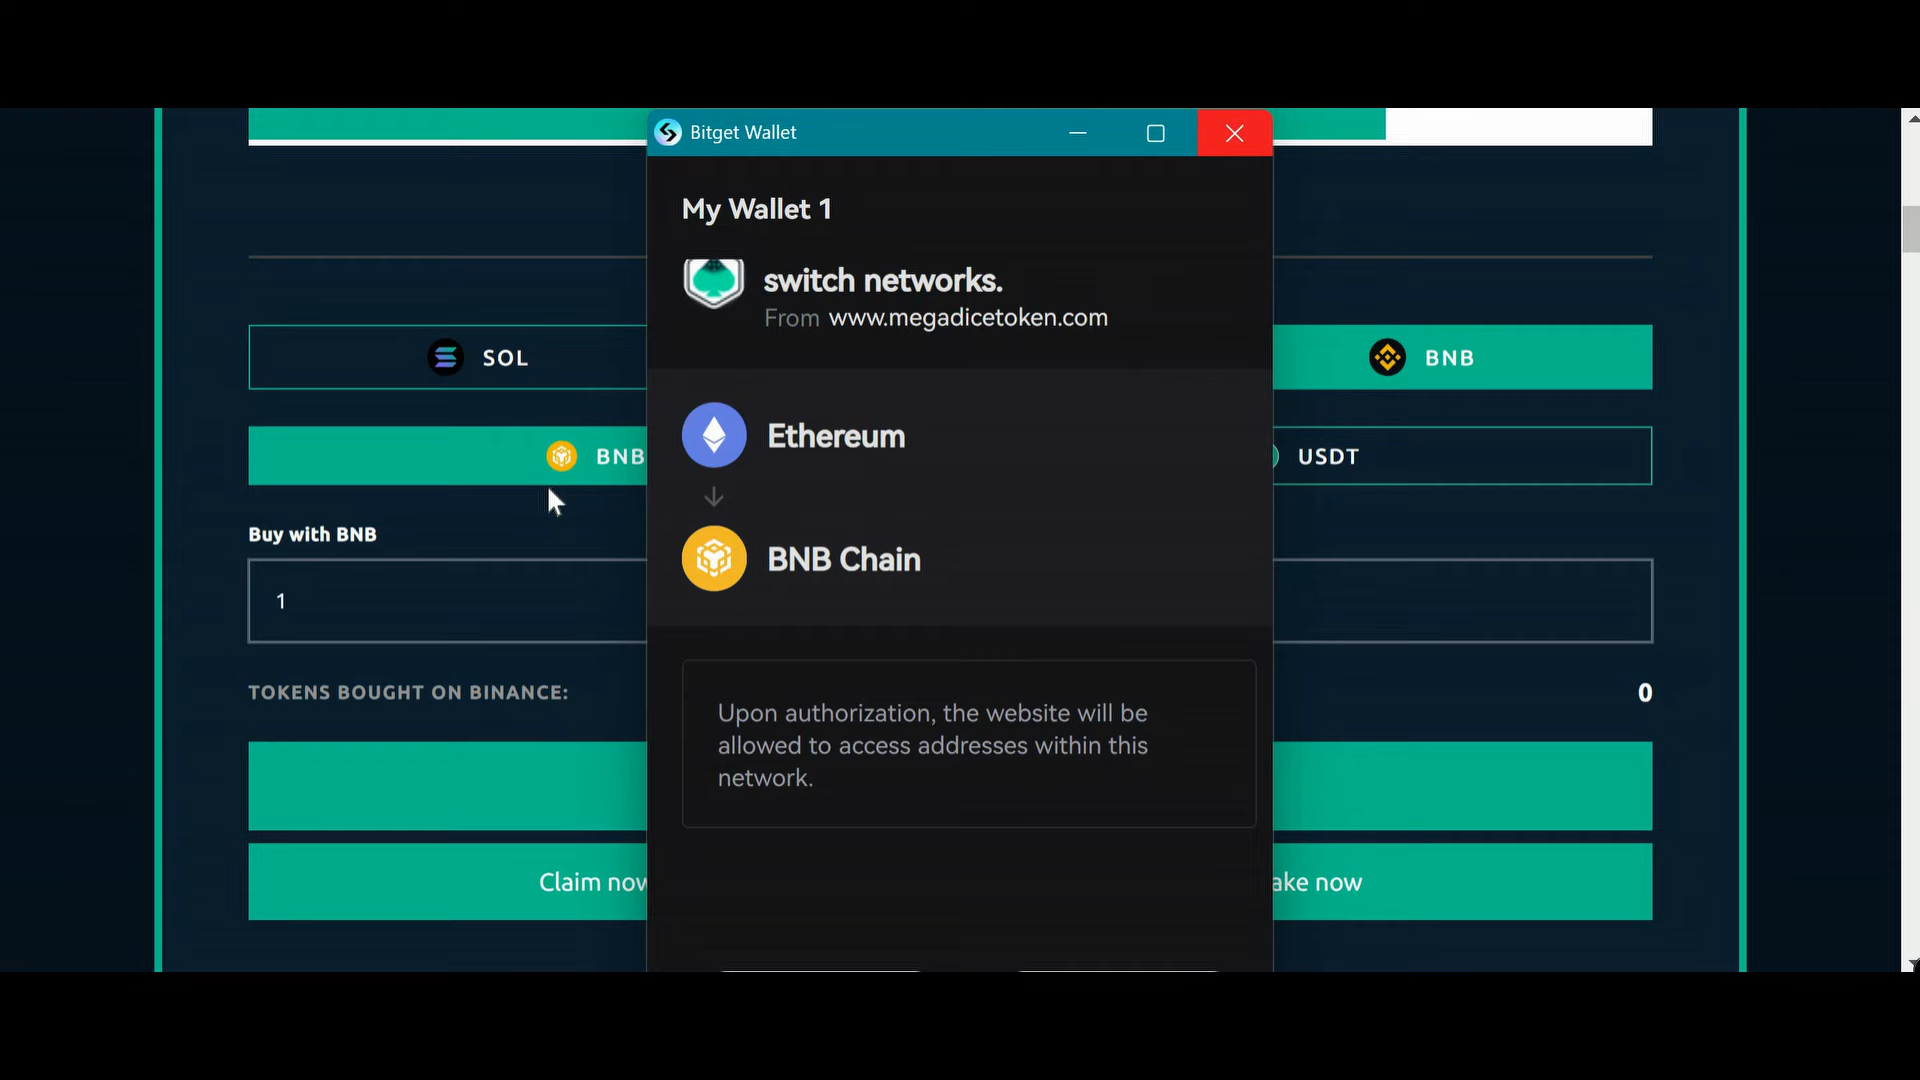 Bitget Wallet
My Wallet 1
switch networks.
From www.megadicetoken.com
SOL
BNB
Ethereum
BNB
USDT
Buy with BNB
BNB Chain
1
TOKENS BOUGHT ON BINANCE:
0
Upon authorization, the website will be
allowed to access addresses within this
network.
Claim now
ake now